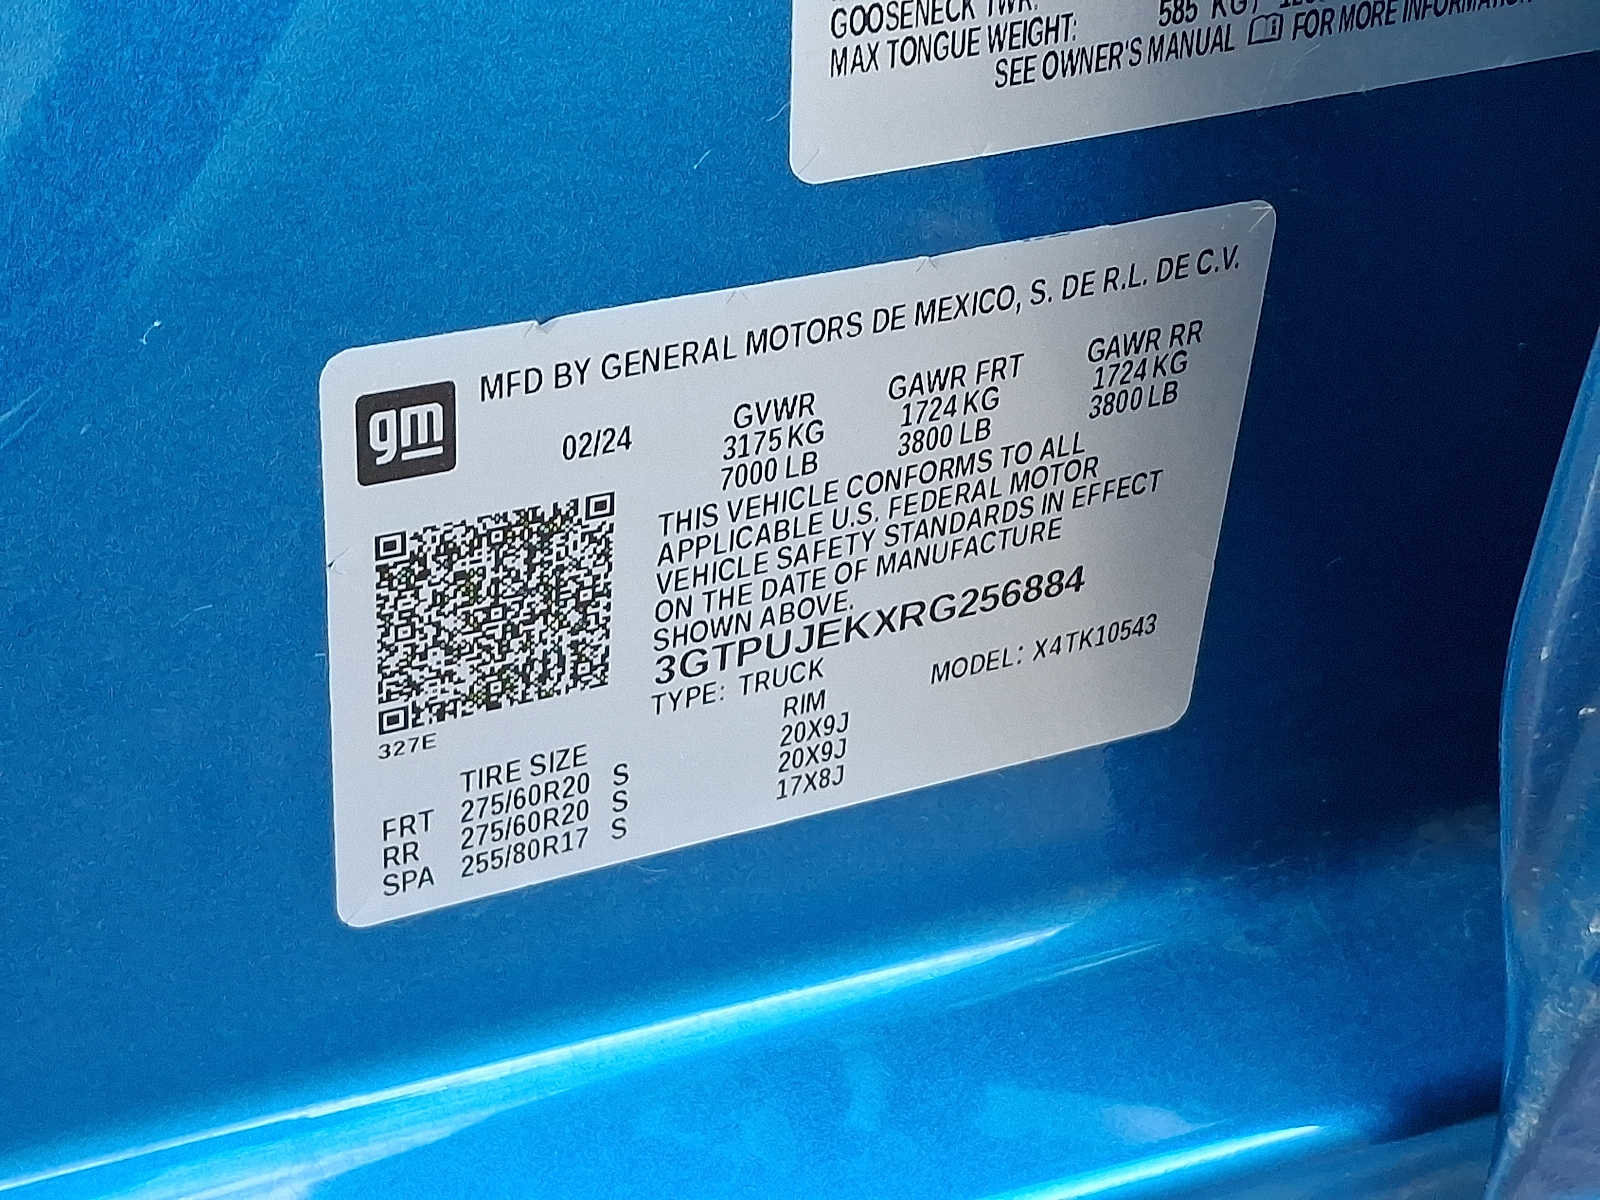 GOOSENECK TWR:
MAX TONGUE WEIGHT: 585 KG
SEE OWNER'S MANUAL FOR MORE INFORMATION
MFD BY GENERAL MOTORS DE MEXICO, S. DE R.L. DE C.V.
gm
02/24
GVWR GAWR FRT GAWR RR
3175 KG 1724 KG 1724 KG
7000 LB 3800 LB 3800 LB
THIS VEHICLE CONFORMS TO ALL
APPLICABLE U.S. FEDERAL MOTOR
VEHICLE SAFETY STANDARDS IN EFFECT
ON THE DATE OF MANUFACTURE
SHOWN ABOVE.
3GTPUJEKXRG256884
TYPE: TRUCK MODEL: X4TK10543
327E
TIRE SIZE RIM
FRT 275/60R20 S 20X9J
RR 275/60R20 S 20X9J
SPA 255/80R17 S 17X8J